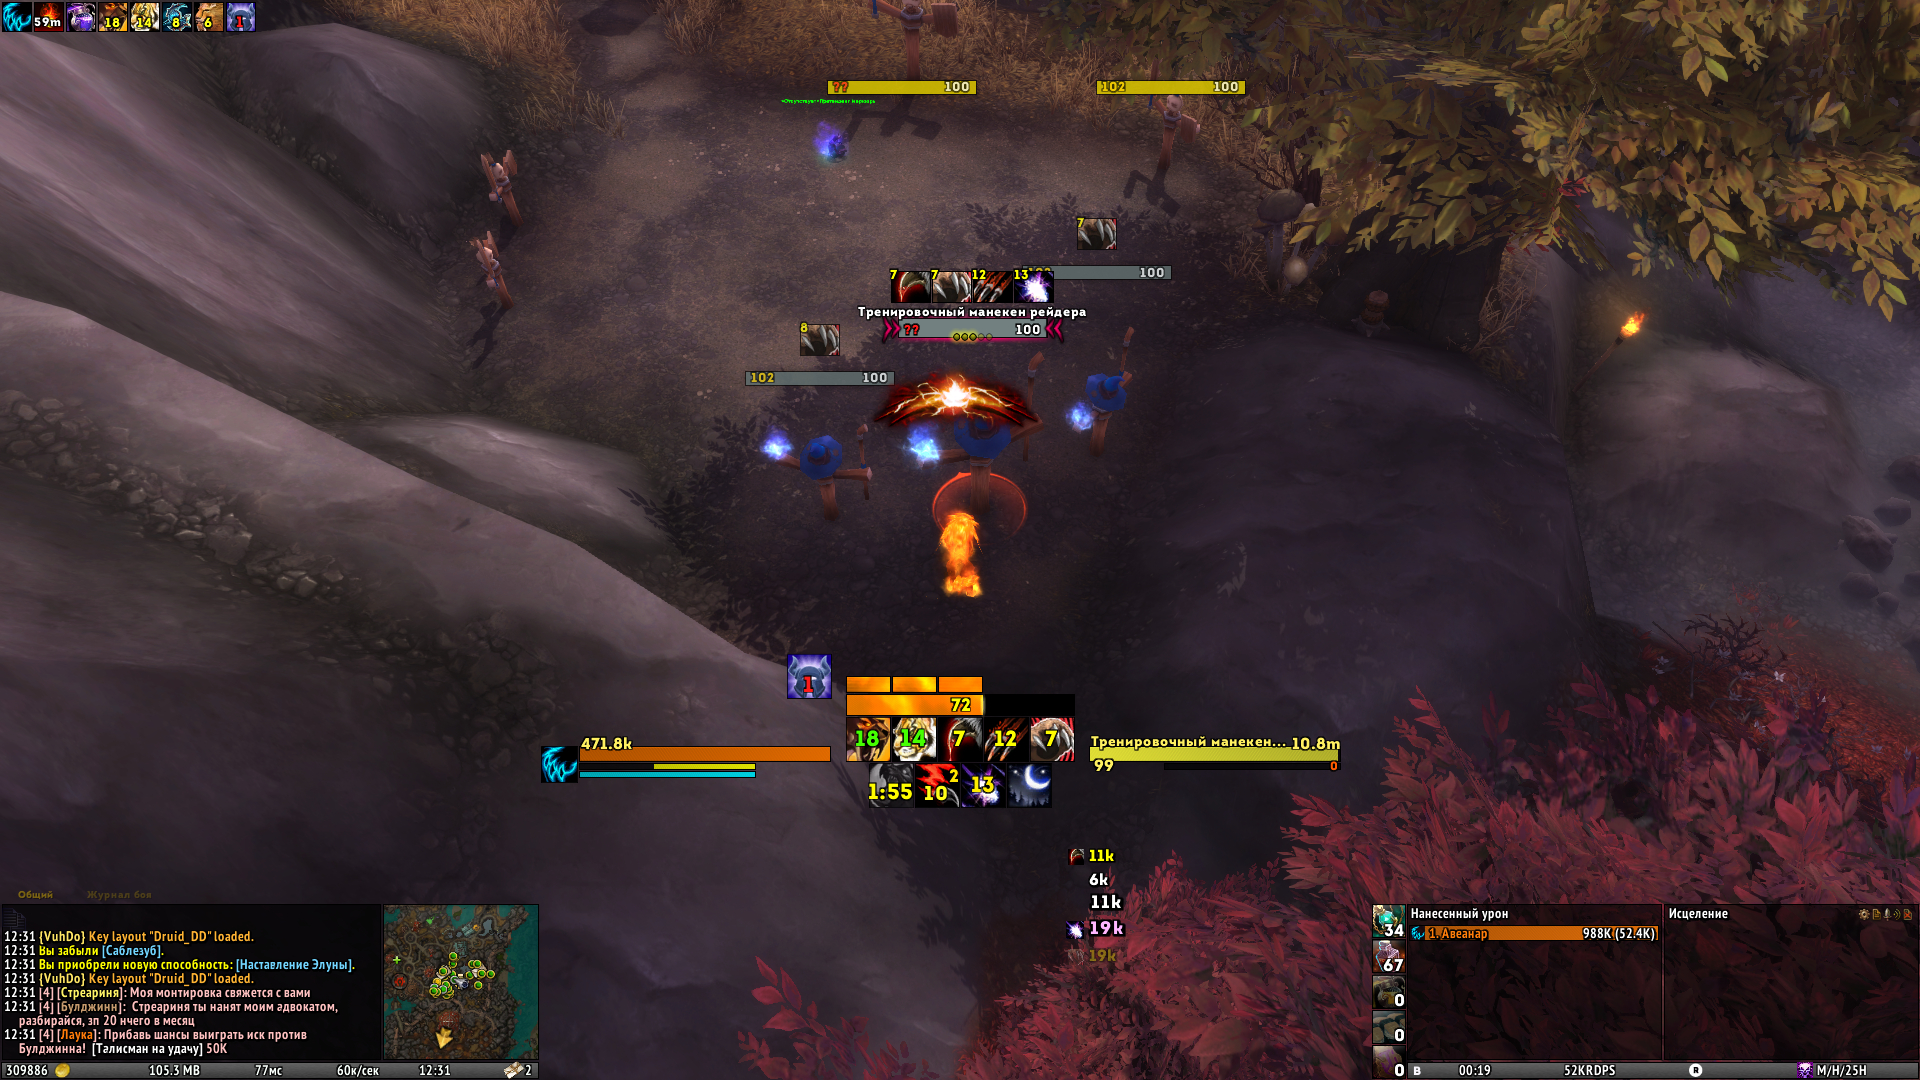 59m 18 14 8 6 1
?? 100
102 100
7
100
7 7 12 13
Тренировочный манекен рейдера
?? 100
8
102 100
1
72
471.8k
18 14 7 12 7
Тренировочный манекен... 10.8m
99 0
1:55 10 2 13
11k
6k
11k
19k
19k
Общий Журнал боя
12:31 {VuhDo} Key layout "Druid_DD" loaded.
12:31 Вы забыли [Саблезуб].
12:31 Вы приобрели новую способность: [Наставление Элуны].
12:31 {VuhDo} Key layout "Druid_DD" loaded.
12:31 [4] [Стреариня]: Моя монтировка свяжется с вами
12:31 [4] [Булджинн]: Стреариня ты нанят моим адвокатом,
разбирайся, зп 20 нчего в месяц
12:31 [4] [Лаука]: Прибавь шансы выиграть иск против
Булджинна! [Талисман на удачу] 50K
309886 105.3 MB 77мс 60к/сек 12:31 2
34
67
0
0
0
Нанесенный урон
1. Авеанар 988K (52.4K)
Исцеление
B 00:19 52KRDPS R M/H/25H